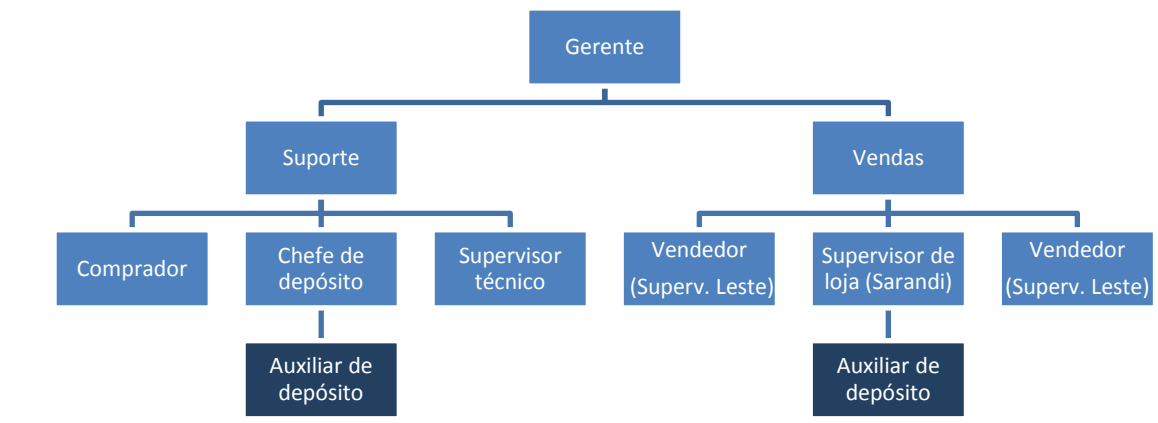 Gerente
Suporte
Vendas
Comprador
Chefe de
depósito
Supervisor
técnico
Vendedor
(Superv. Leste)
Supervisor de
loja (Sarandi)
Vendedor
(Superv. Leste)
Auxiliar de
depósito
Auxiliar de
depósito